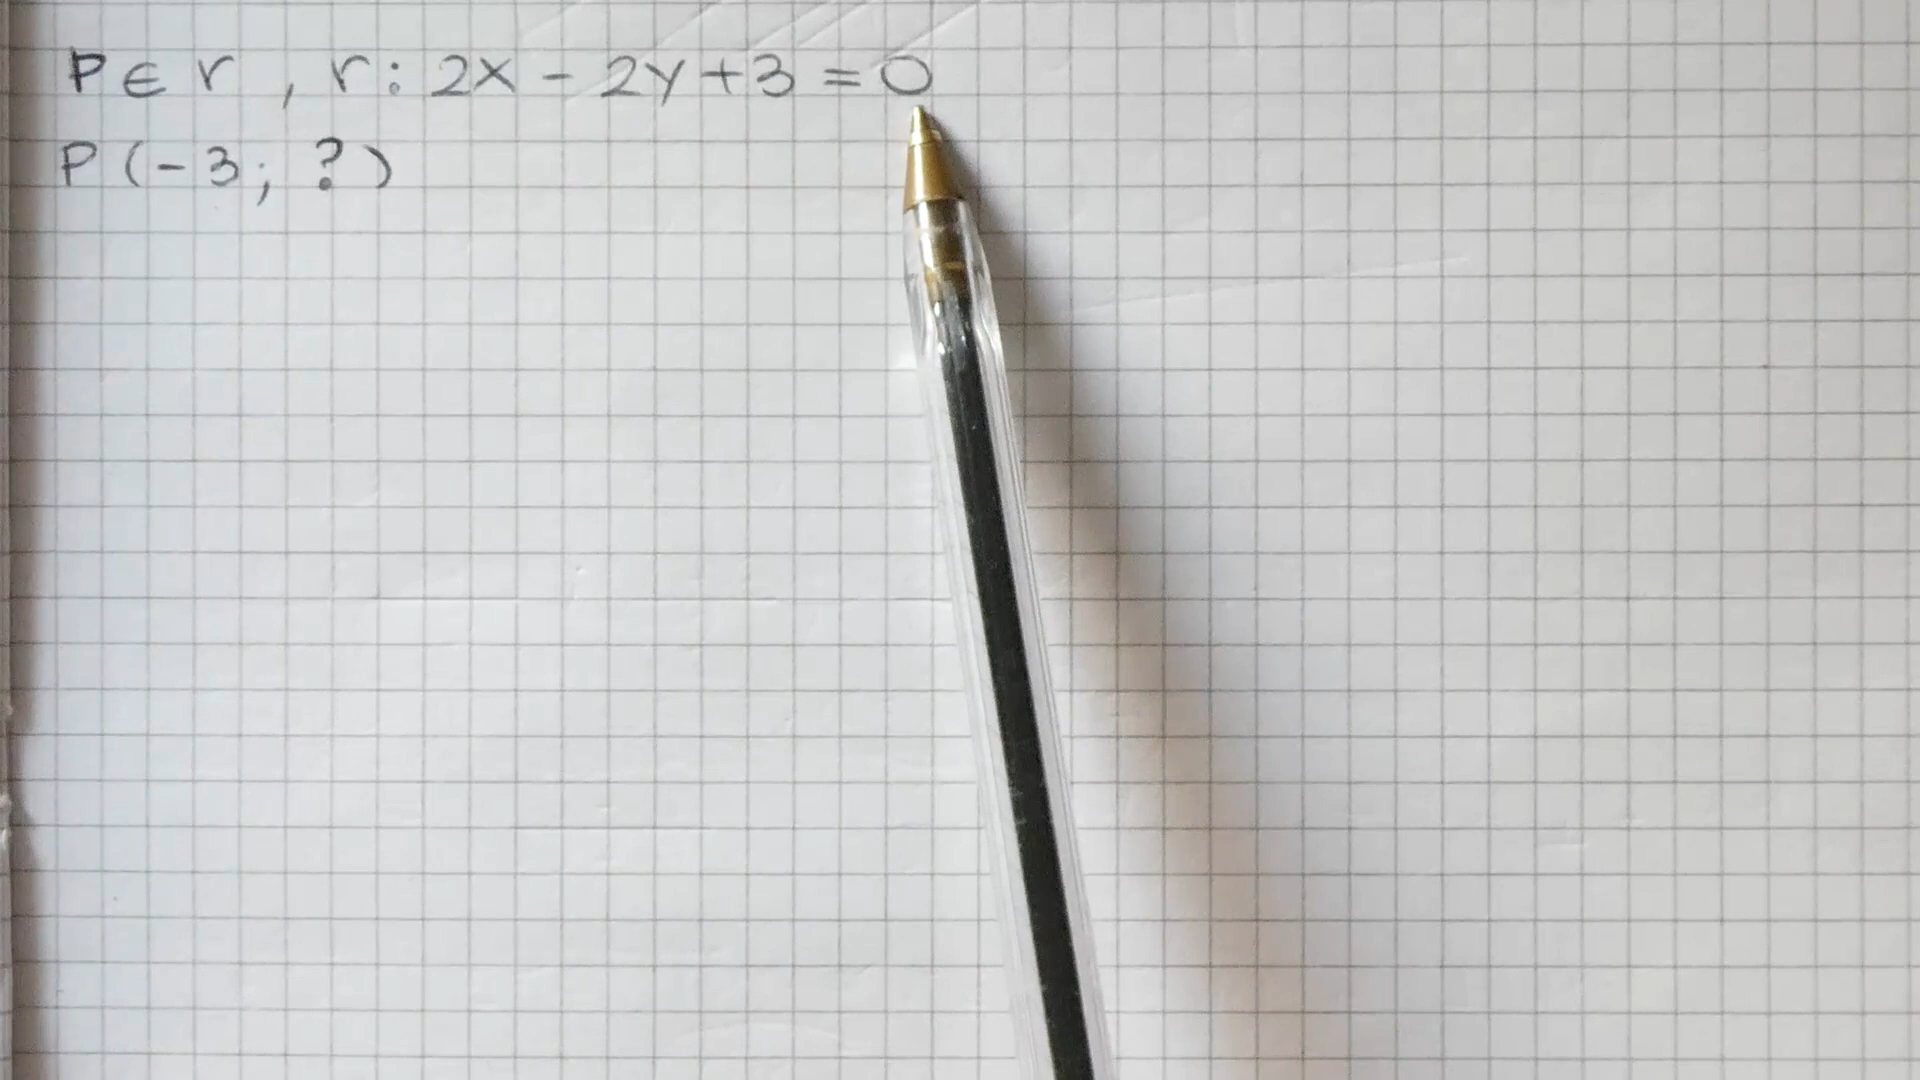 P ∈ r , r: 2x - 2y + 3 = 0
P (-3; ?)